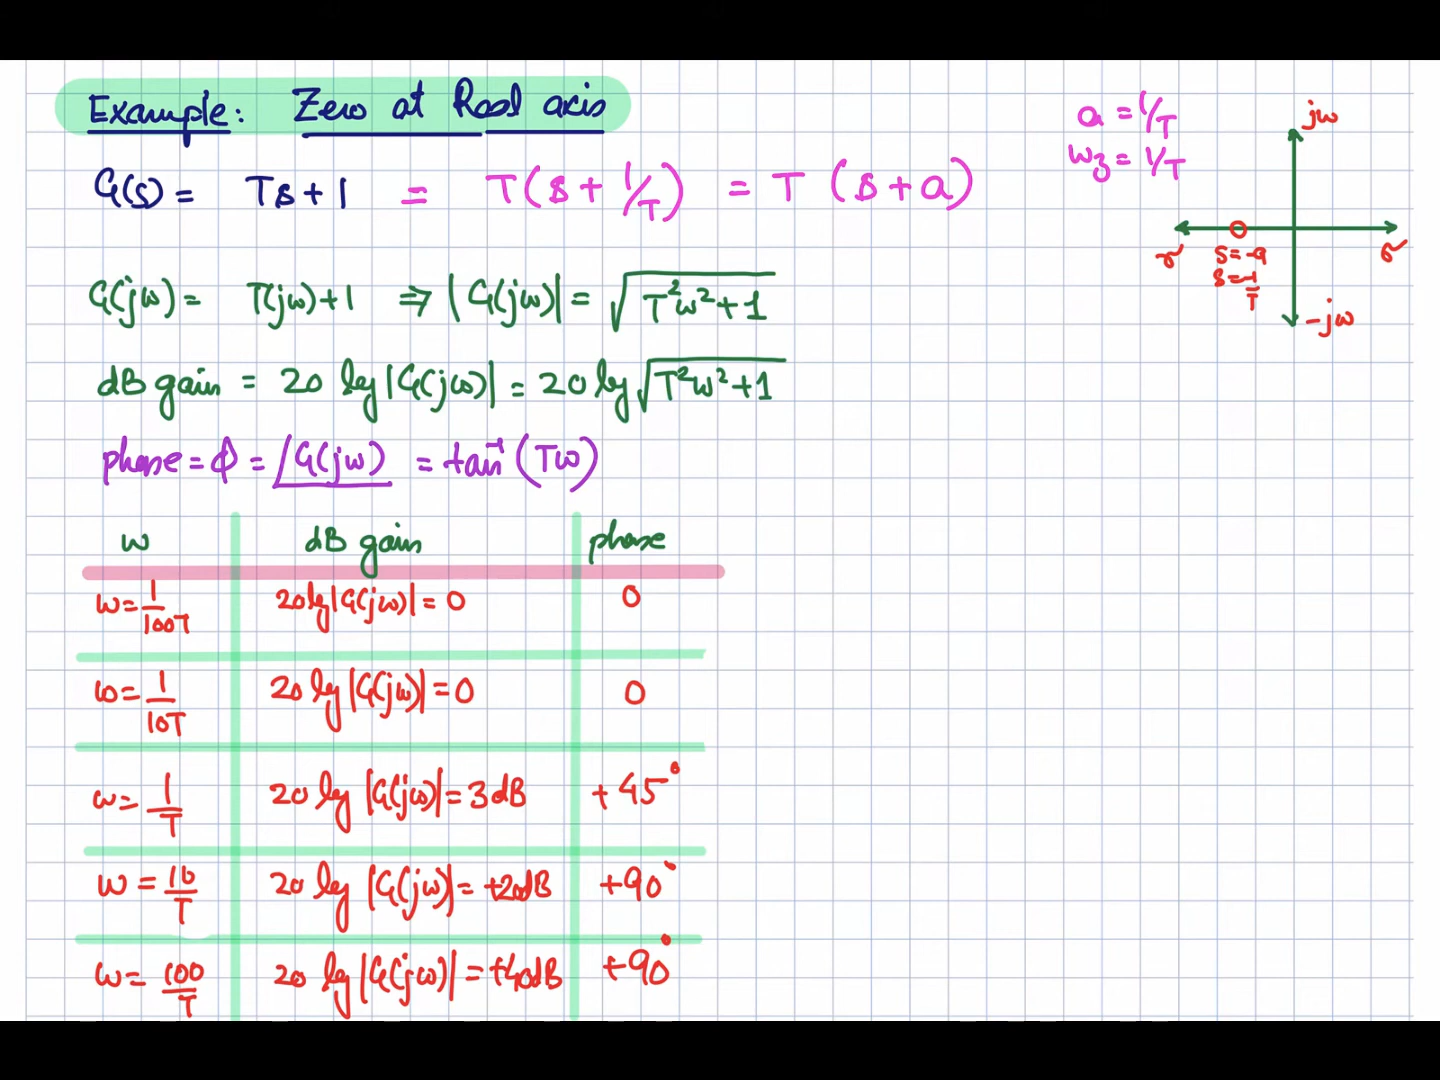 Example: Zero at Real axis
G(s) = Ts+1 = T(s+1/T) = T (s+a)
a = 1/T
wz = 1/T
jω
σ
σ
s=-a
s=-1/T
-jω
G(jω) = T(jω)+1 ⇒ |G(jω)| = √T²ω²+1
dB gain = 20 log|G(jω)| = 20 log √T²ω²+1
phase = ϕ = ∠G(jω) = tan⁻¹(Tω)
ω dB gain phase
ω=1/100T 20log|G(jω)| = 0 0
ω=1/10T 20 log |G(jω)| = 0 0
ω=1/T 20 log |G(jω)| = 3dB +45°
ω=10/T 20 log |G(jω)| = +20dB +90°
ω=100/T 20 log |G(jω)| = +40dB +90°